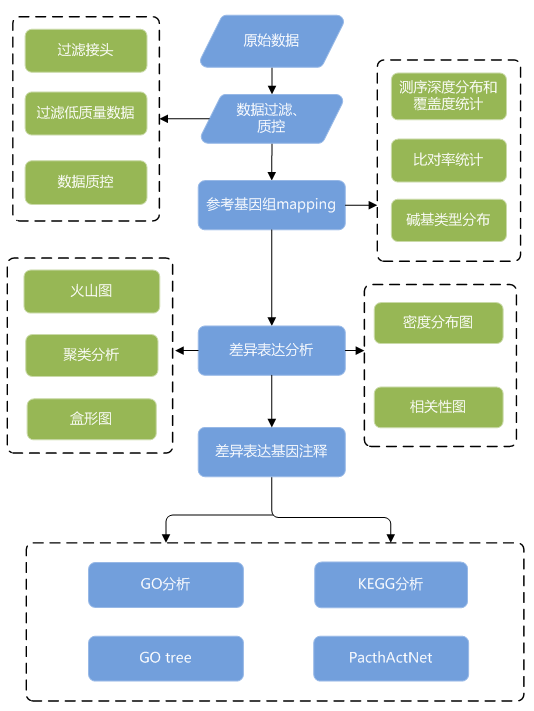 原始数据
过滤接头
过滤低质量数据
数据质控
数据过滤、
质控
测序深度分布和
覆盖度统计
比对率统计
碱基类型分布
参考基因组mapping
火山图
聚类分析
盒形图
差异表达分析
密度分布图
相关性图
差异表达基因注释
GO分析
KEGG分析
GO tree
PacthActNet